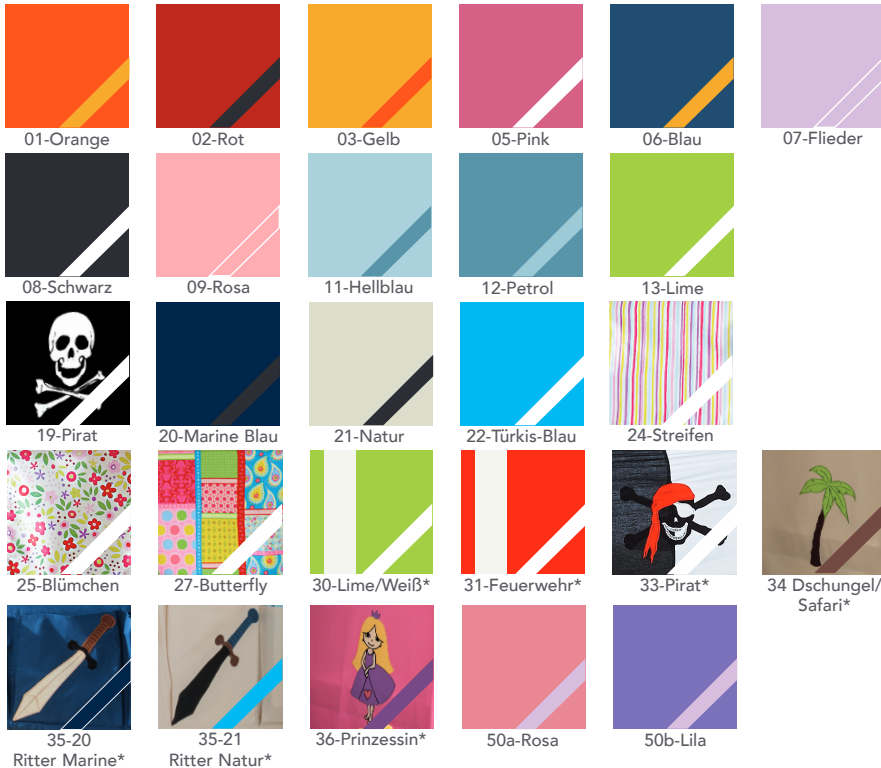 01-Orange
02-Rot
03-Gelb
05-Pink
06-Blau
07-Flieder
08-Schwarz
09-Rosa
11-Hellblau
12-Petrol
13-Lime
19-Pirat
20-Marine Blau
21-Natur
22-Türkis-Blau
24-Streifen
25-Blümchen
27-Butterfly
30-Lime/Weiß*
31-Feuerwehr*
33-Pirat*
34 Dschungel/
Safari*
35-20
Ritter Marine*
35-21
Ritter Natur*
36-Prinzessin*
50a-Rosa
50b-Lila